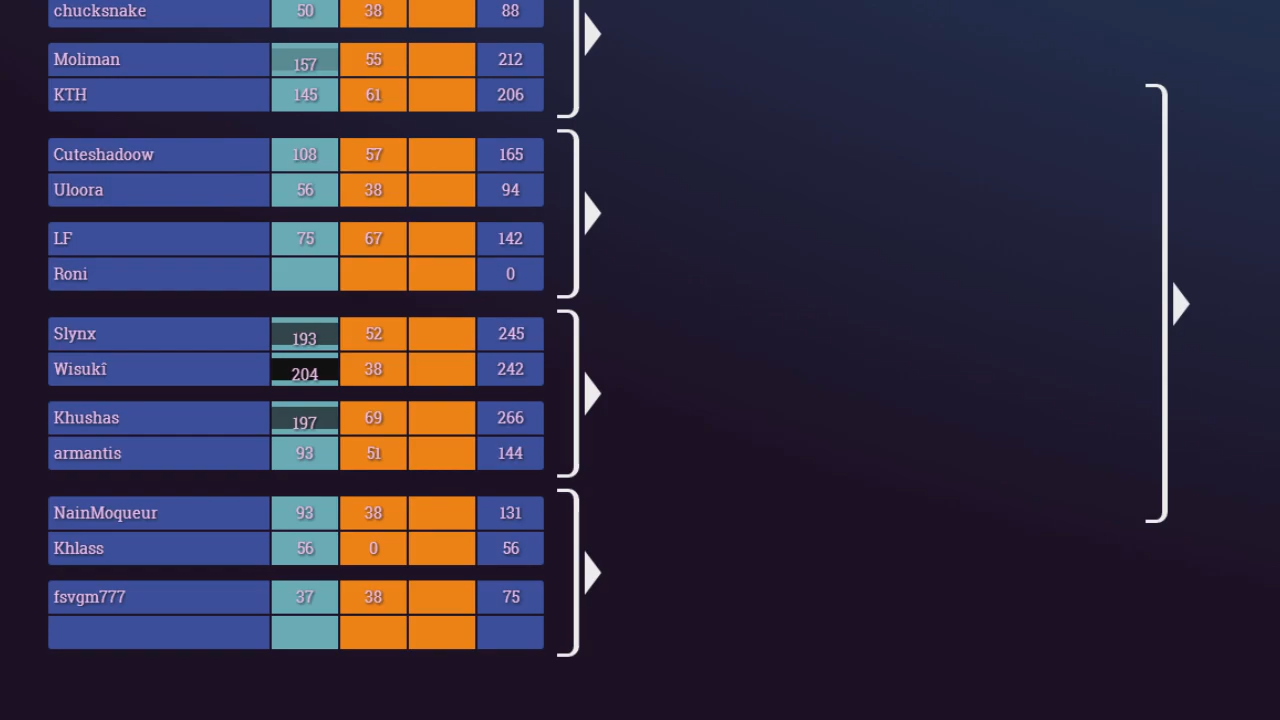 chucksnake 50 38 88
Moliman 157 55 212
KTH 145 61 206
Cuteshadoow 108 57 165
Uloora 56 38 94
LF 75 67 142
Roni 0
Slynx 193 52 245
Wisukî 204 38 242
Khushas 197 69 266
armantis 93 51 144
NainMoqueur 93 38 131
Khlass 56 0 56
fsvgm777 37 38 75